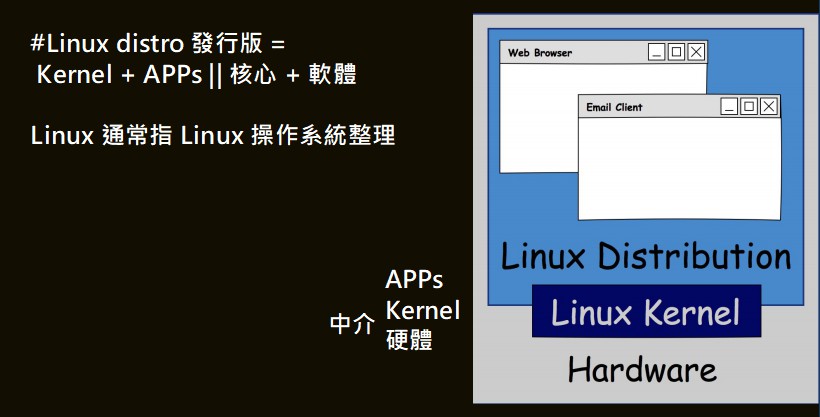 #Linux distro 發行版 =
Kernel + APPs || 核心 + 軟體
Linux 通常指 Linux 操作系統整理
APPs
中介 Kernel
硬體
Web Browser
Email Client
Linux Distribution
Linux Kernel
Hardware